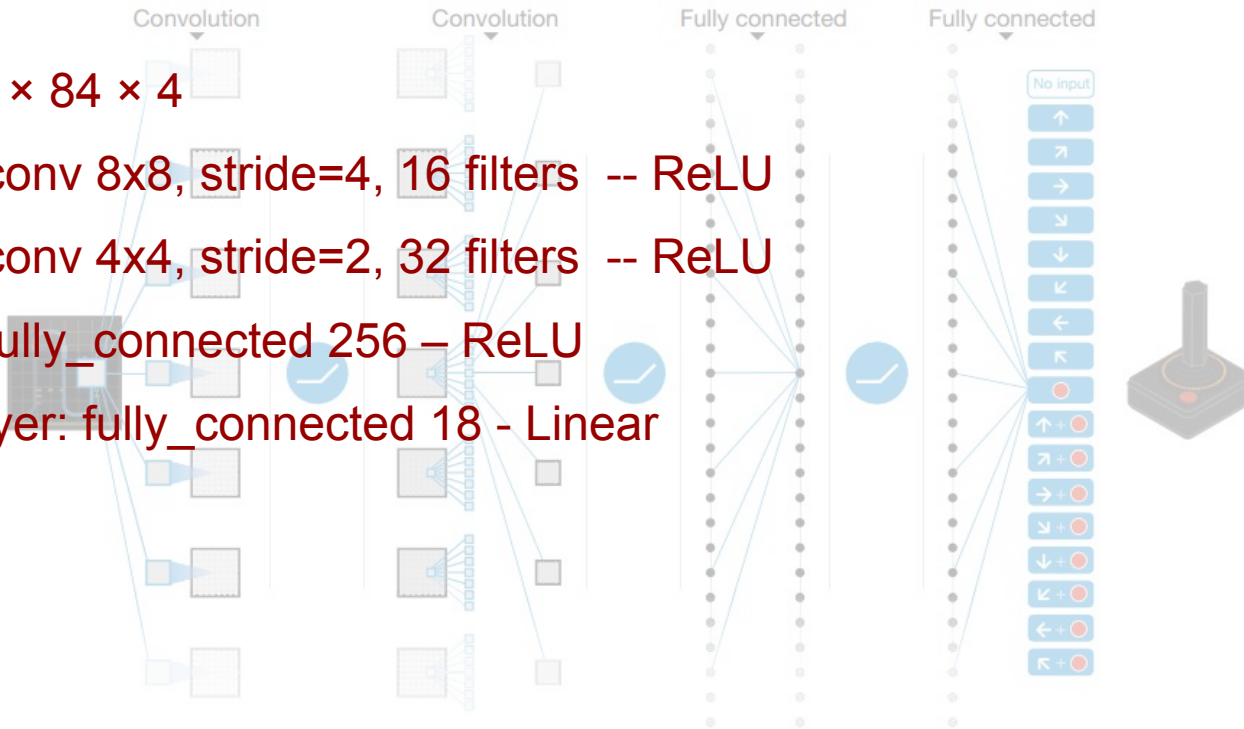 Convolution Convolution Fully connected Fully connected
× 84 × 4
No input
conv 8x8, stride=4, 16 filters -- ReLU
conv 4x4, stride=2, 32 filters -- ReLU
ully_connected 256 – ReLU
yer: fully_connected 18 - Linear